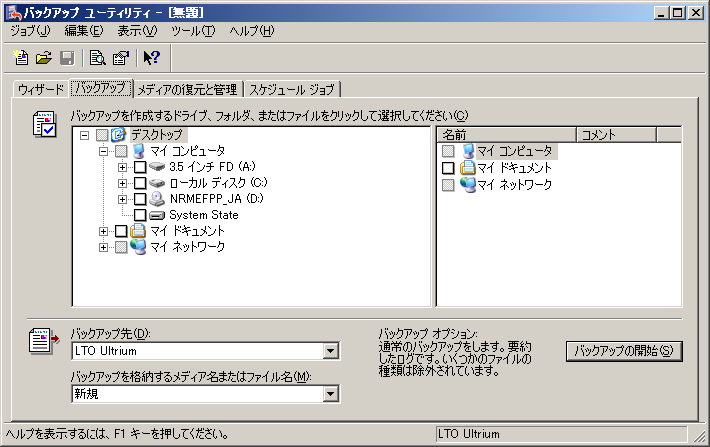 バックアップ ユーティリティ - [無題]
ジョブ(J) 編集(E) 表示(V) ツール(T) ヘルプ(H)
ウィザード バックアップ メディアの復元と管理 スケジュール ジョブ
バックアップを作成するドライブ、フォルダ、またはファイルをクリックして選択してください(C)
デスクトップ
マイ コンピュータ
3.5 インチ FD (A:)
ローカル ディスク (C:)
NRMEFPP_JA (D:)
System State
マイ ドキュメント
マイ ネットワーク
名前 コメント
マイ コンピュータ
マイ ドキュメント
マイ ネットワーク
バックアップ先(D):
LTO Ultrium
バックアップを格納するメディア名またはファイル名(M):
新規
バックアップ オプション:
通常のバックアップをします。要約
したログです。いくつかのファイルの
種類は除外されています。
バックアップの開始(S)
ヘルプを表示するには、F1 キーを押してください。
LTO Ultrium